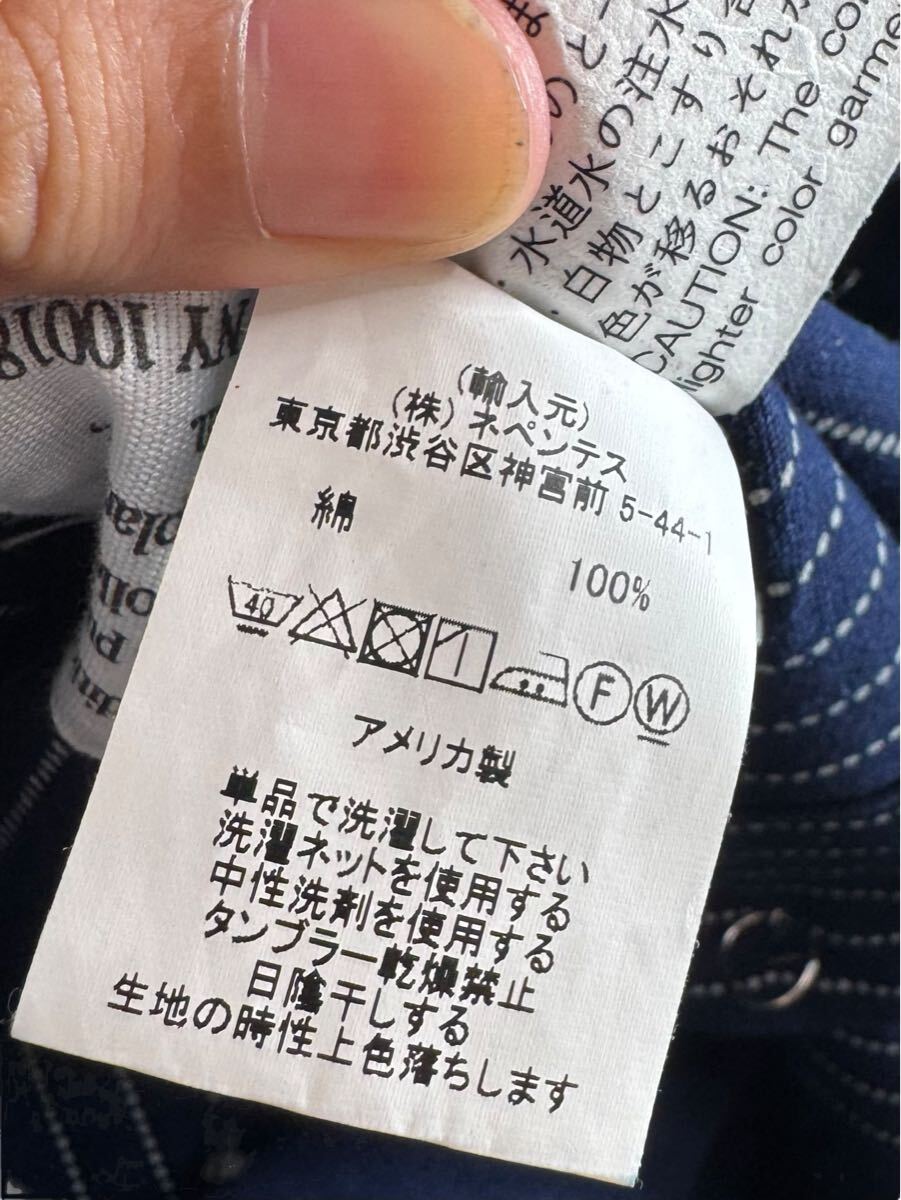 水道水の注水
白物とこすり
色が移るおそれが
CAUTION: The
lighter color garme
NY 10018
(輸入元)
(株) ネペンテス
東京都渋谷区神宮前 5-44-1
綿
100%
40
F W
アメリカ製
単品で洗濯して下さい
洗濯ネットを使用する
中性洗剤を使用する
タンブラー乾燥禁止
日陰干しする
生地の時性上色落ちします